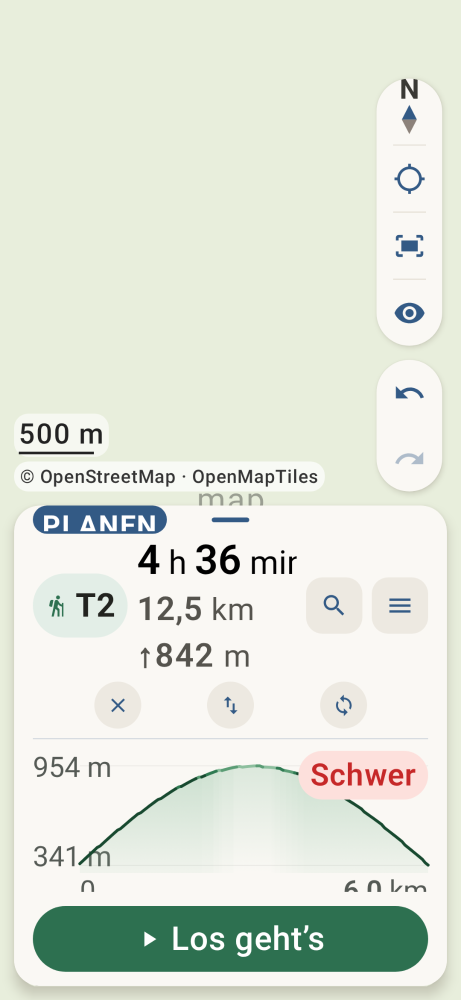 N
500 m
© OpenStreetMap · OpenMapTiles
map
PLANEN
4 h 36 mir
T2
12,5 km
↑842 m
954 m
Schwer
341 m
0
6,0 km
Los geht’s